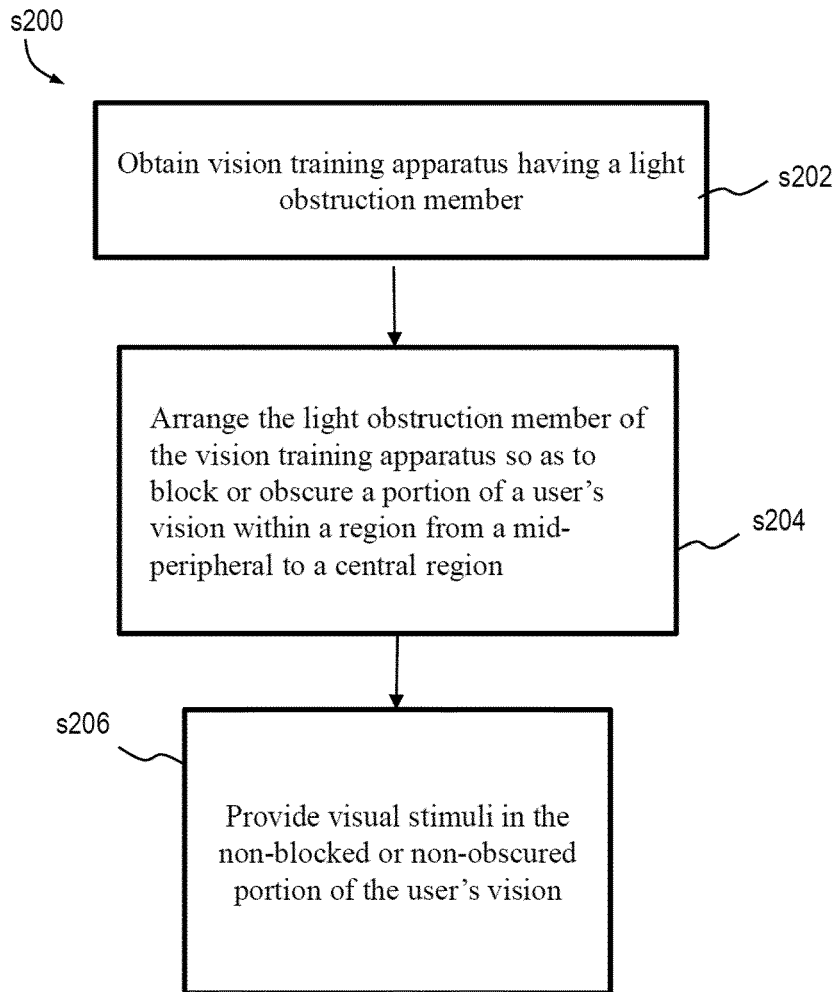 s200
Obtain vision training apparatus having a light
obstruction member
s202
Arrange the light obstruction member of
the vision training apparatus so as to
block or obscure a portion of a user's
vision within a region from a mid-
peripheral to a central region
s204
s206
Provide visual stimuli in the
non-blocked or non-obscured
portion of the user's vision